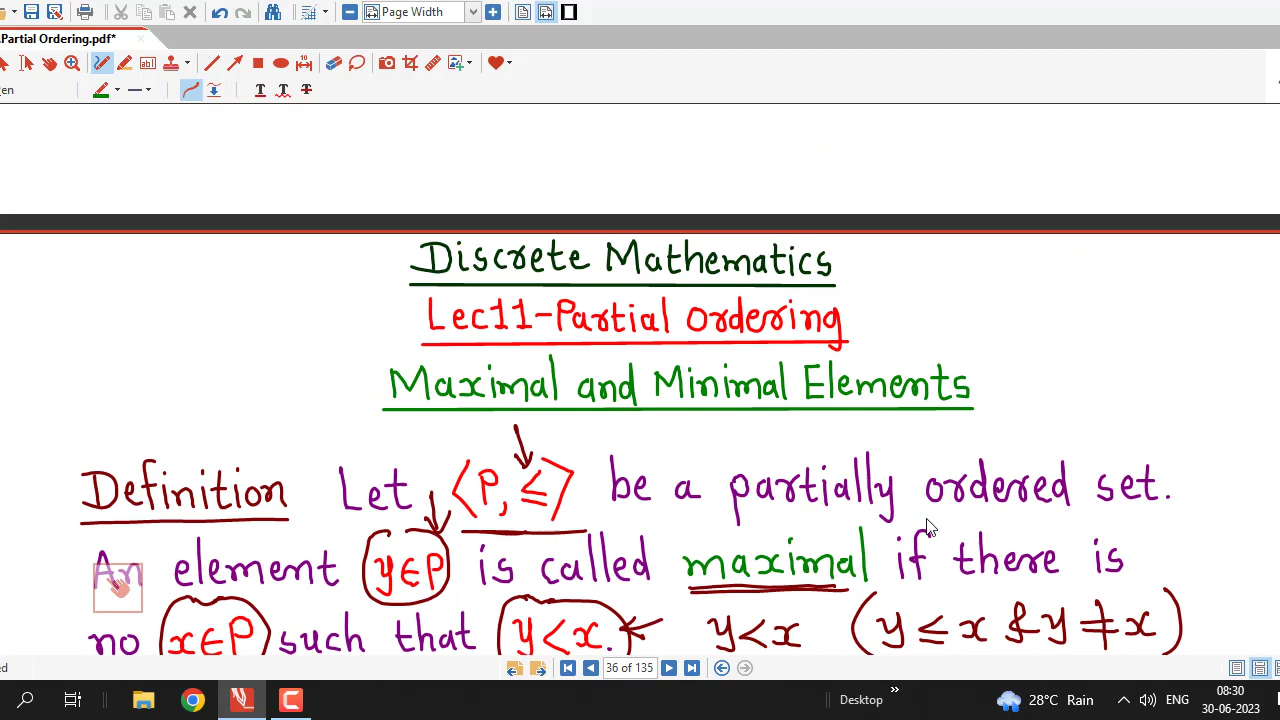 Page Width
Partial Ordering.pdf*
en
Discrete Mathematics
Lec11-Partial Ordering
Maximal and Minimal Elements
Definition Let ⟨P, ≤⟩ be a partially ordered set.
An element y∈P is called maximal if there is
no x∈P such that y<x. y<x (y≤x & y≠x)
36 of 135
Desktop
28°C Rain
ENG
08:30
30-06-2023